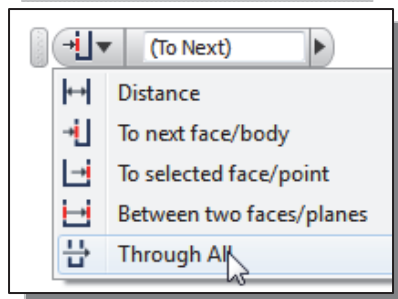 (To Next)
Distance
To next face/body
To selected face/point
Between two faces/planes
Through All